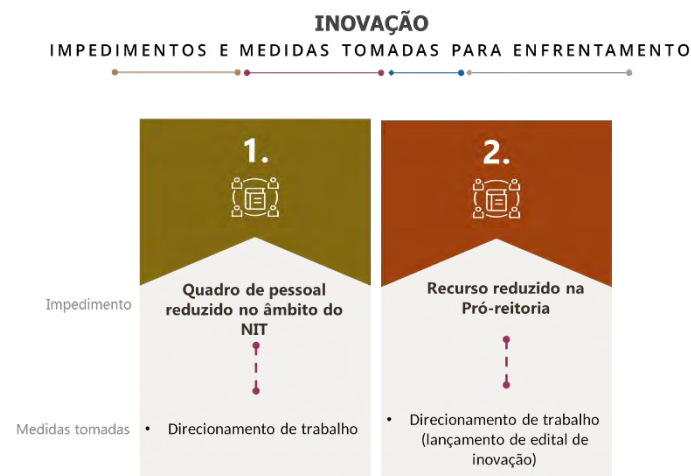 INOVAÇÃO
IMPEDIMENTOS E MEDIDAS TOMADAS PARA ENFRENTAMENTO
1.
2.
Impedimento
Quadro de pessoal
reduzido no âmbito do
NIT
Recurso reduzido na
Pró-reitoria
Medidas tomadas
• Direcionamento de trabalho
• Direcionamento de trabalho
(lançamento de edital de
inovação)